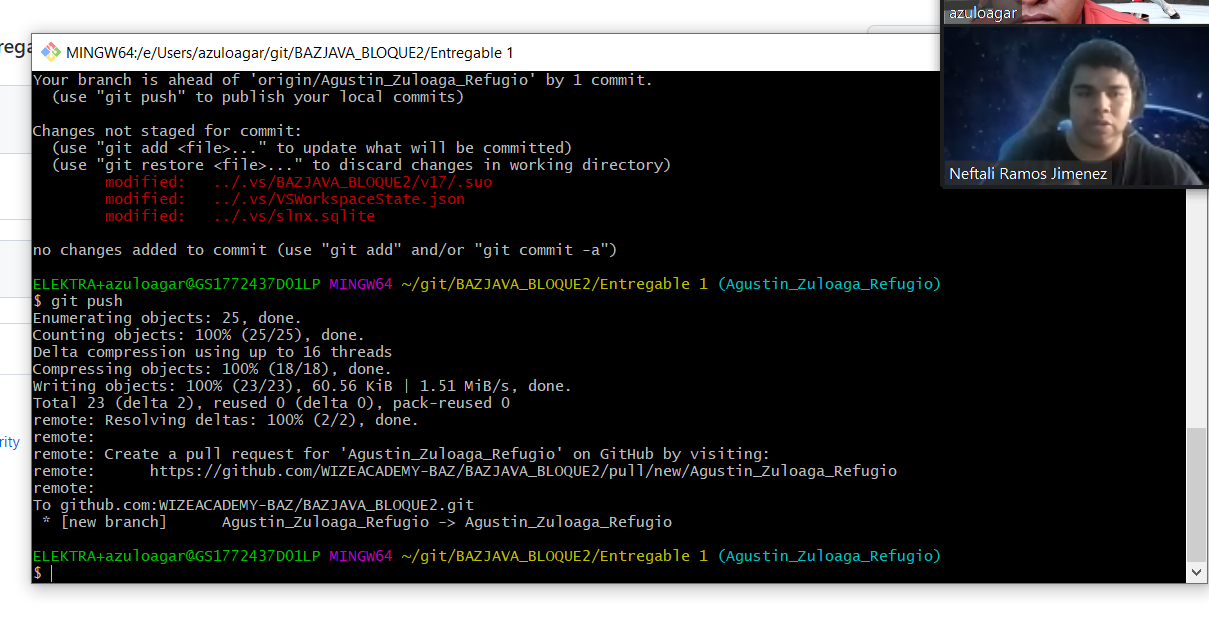 azuloagar
rega
MINGW64:/e/Users/azuloagar/git/BAZJAVA_BLOQUE2/Entregable 1
Your branch is ahead of 'origin/Agustin_Zuloaga_Refugio' by 1 commit.
  (use "git push" to publish your local commits)
Changes not staged for commit:
  (use "git add <file>..." to update what will be committed)
  (use "git restore <file>..." to discard changes in working directory)
        modified:   ../.vs/BAZJAVA_BLOQUE2/v17/.suo
        modified:   ../.vs/VSWorkspaceState.json
        modified:   ../.vs/slnx.sqlite
Neftali Ramos Jimenez
no changes added to commit (use "git add" and/or "git commit -a")
ELEKTRA+azuloagar@GS1772437D01LP MINGW64 ~/git/BAZJAVA_BLOQUE2/Entregable 1 (Agustin_Zuloaga_Refugio)
$ git push
Enumerating objects: 25, done.
Counting objects: 100% (25/25), done.
Delta compression using up to 16 threads
Compressing objects: 100% (18/18), done.
Writing objects: 100% (23/23), 60.56 KiB | 1.51 MiB/s, done.
Total 23 (delta 2), reused 0 (delta 0), pack-reused 0
remote: Resolving deltas: 100% (2/2), done.
remote:
rity
remote: Create a pull request for 'Agustin_Zuloaga_Refugio' on GitHub by visiting:
remote:      https://github.com/WIZEACADEMY-BAZ/BAZJAVA_BLOQUE2/pull/new/Agustin_Zuloaga_Refugio
remote:
To github.com:WIZEACADEMY-BAZ/BAZJAVA_BLOQUE2.git
 * [new branch]      Agustin_Zuloaga_Refugio -> Agustin_Zuloaga_Refugio
ELEKTRA+azuloagar@GS1772437D01LP MINGW64 ~/git/BAZJAVA_BLOQUE2/Entregable 1 (Agustin_Zuloaga_Refugio)
$